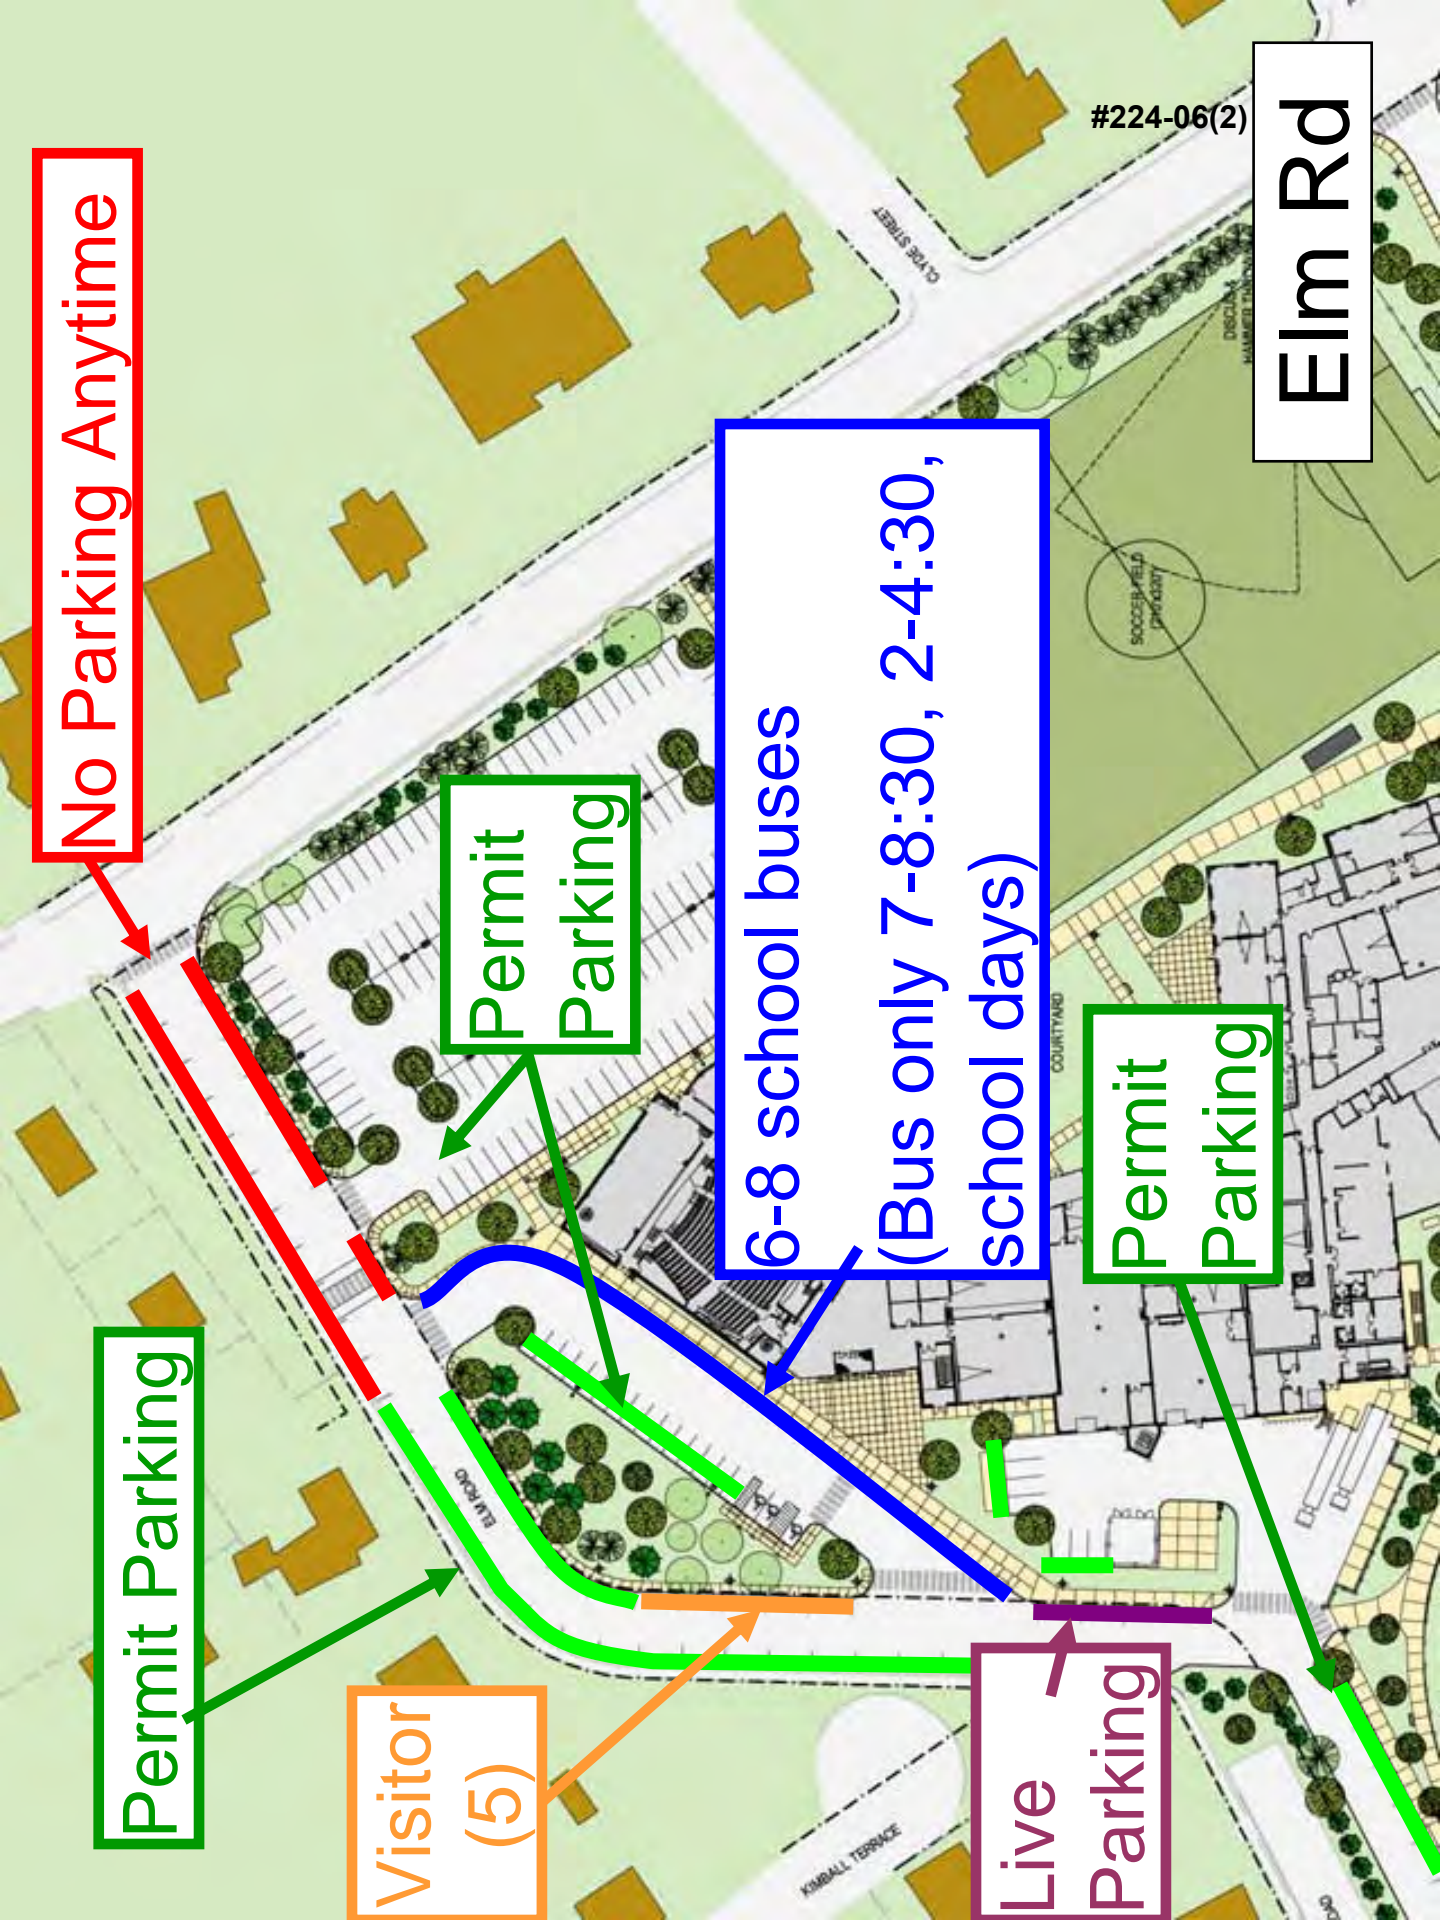 #224-06(2)
Elm Rd
No Parking Anytime
CLYDE STREET
SOCCER FIELD
Permit
Parking
6-8 school buses
(Bus only 7-8:30, 2-4:30,
school days)
COURTYARD
Permit
Parking
Permit Parking
ELM ROAD
Visitor
(5)
Live
Parking
KIMBALL TERRACE